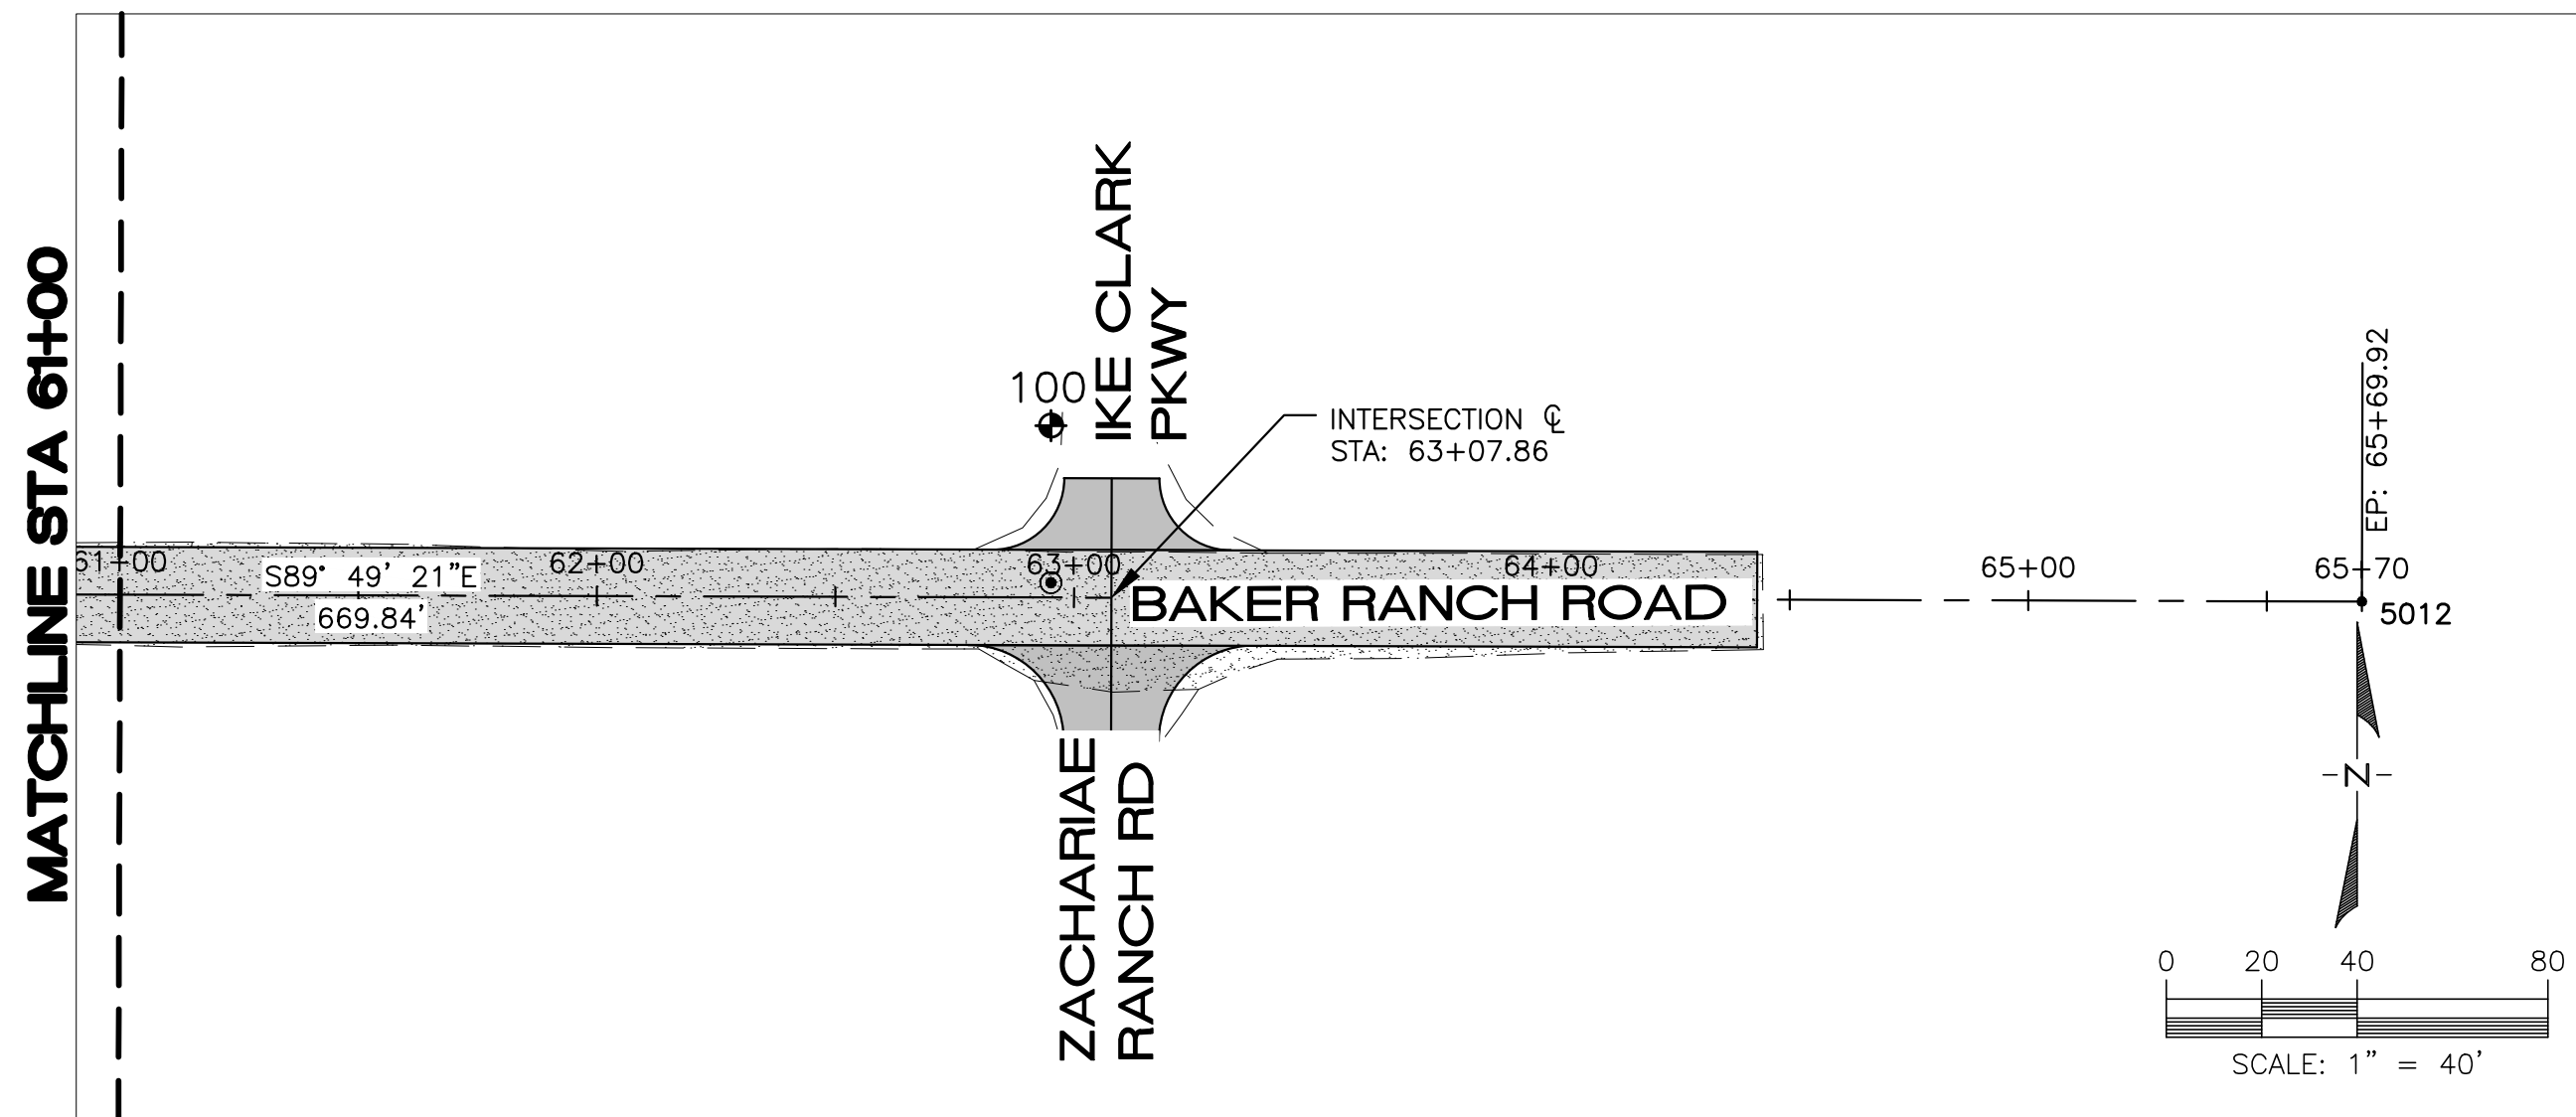 MATCHLINE STA 61+00
IKE CLARK
PKWY
100
INTERSECTION ℄
STA: 63+07.86
EP: 65+69.92
61+00
62+00
63+00
64+00
65+00
65+70
S89° 49' 21"E
669.84'
BAKER RANCH ROAD
5012
ZACHARIAE
RANCH RD
-N-
0 20 40 80
SCALE: 1" = 40'